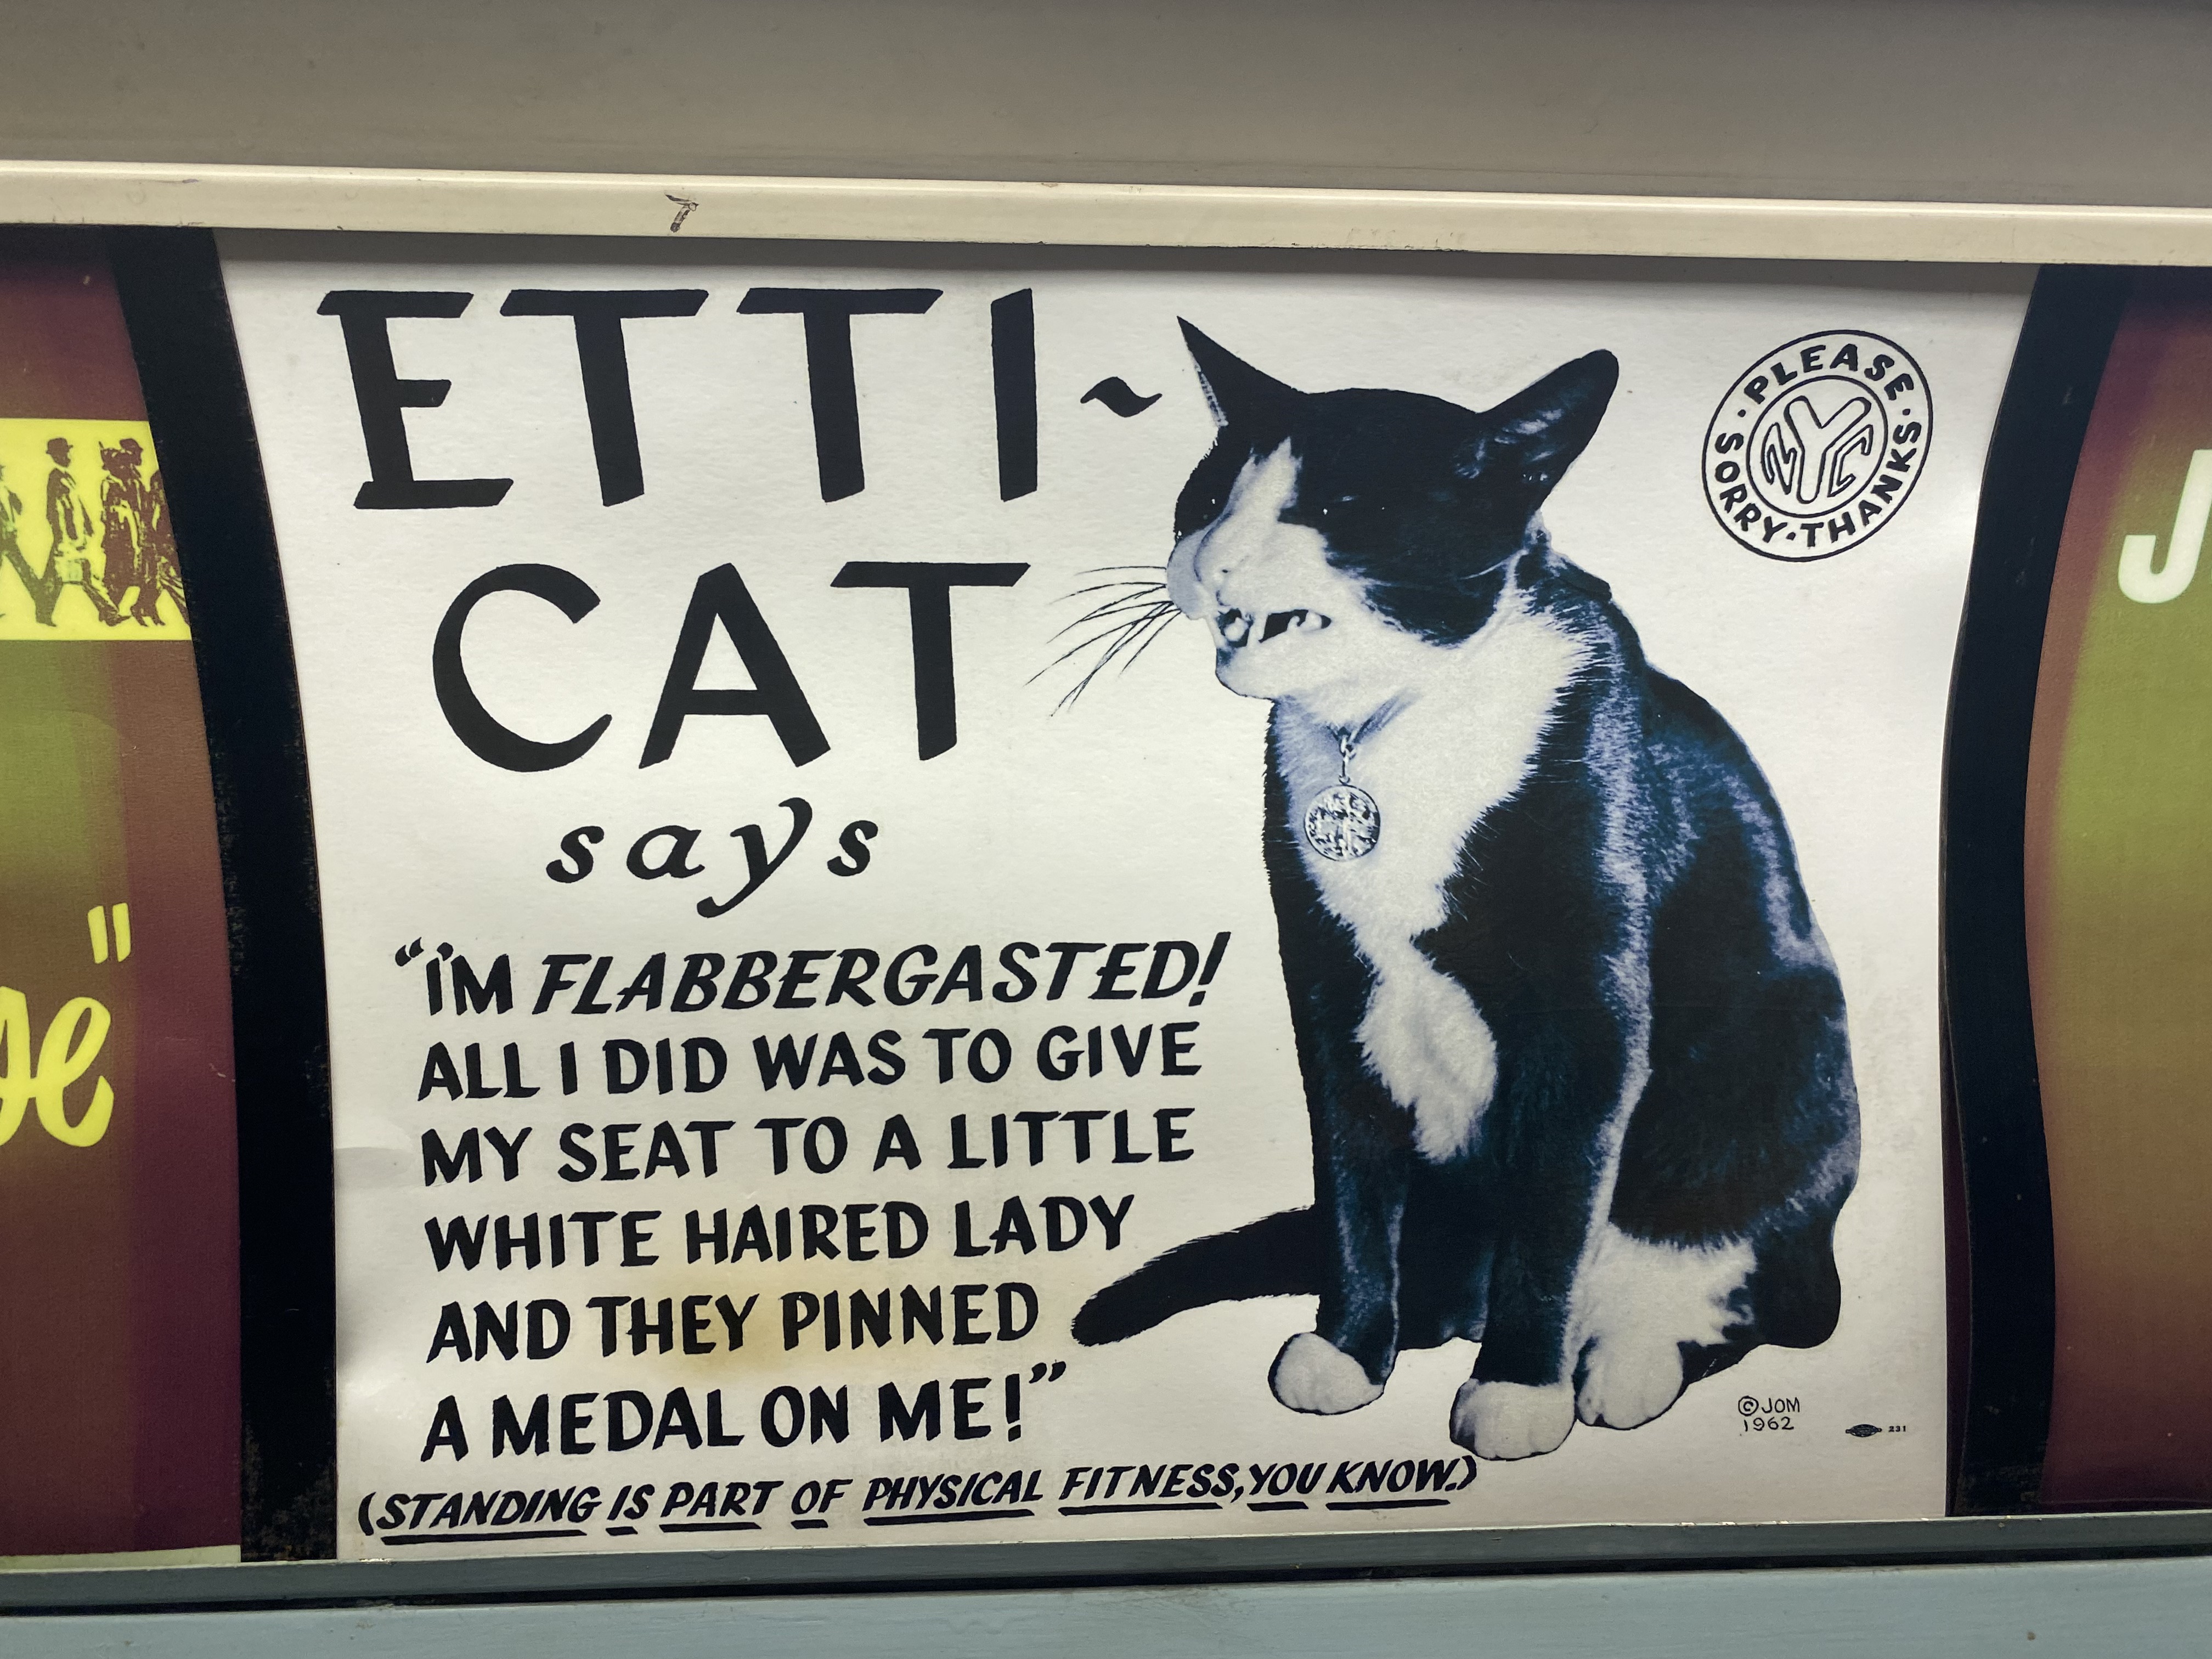 ETTI~
CAT
says
"I'M FLABBERGASTED!
ALL I DID WAS TO GIVE
MY SEAT TO A LITTLE
WHITE HAIRED LADY
AND THEY PINNED
A MEDAL ON ME!"
(STANDING IS PART OF PHYSICAL FITNESS, YOU KNOW.)
· PLEASE · THANKS · SORRY
NYC
©JOM
1962
231
J
"